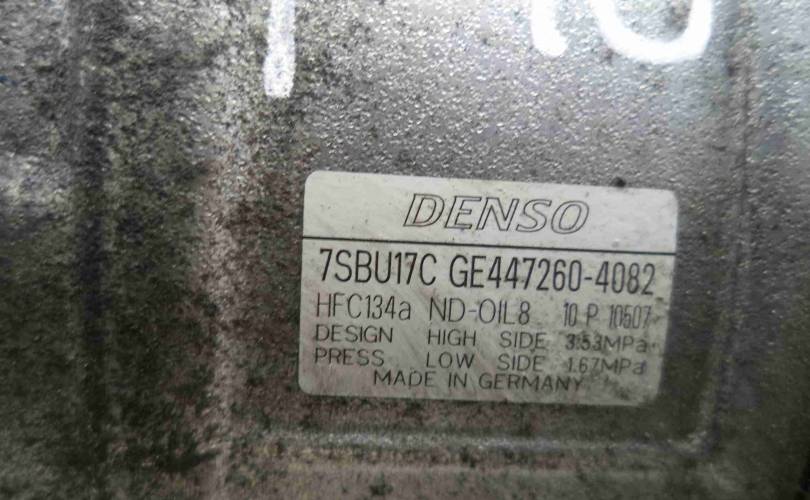 DENSO
7SBU17C GE447260-4082
HFC134a ND-OIL8 10 P 10507
DESIGN HIGH SIDE 3.53MPa
PRESS LOW SIDE 1.67MPa
MADE IN GERMANY